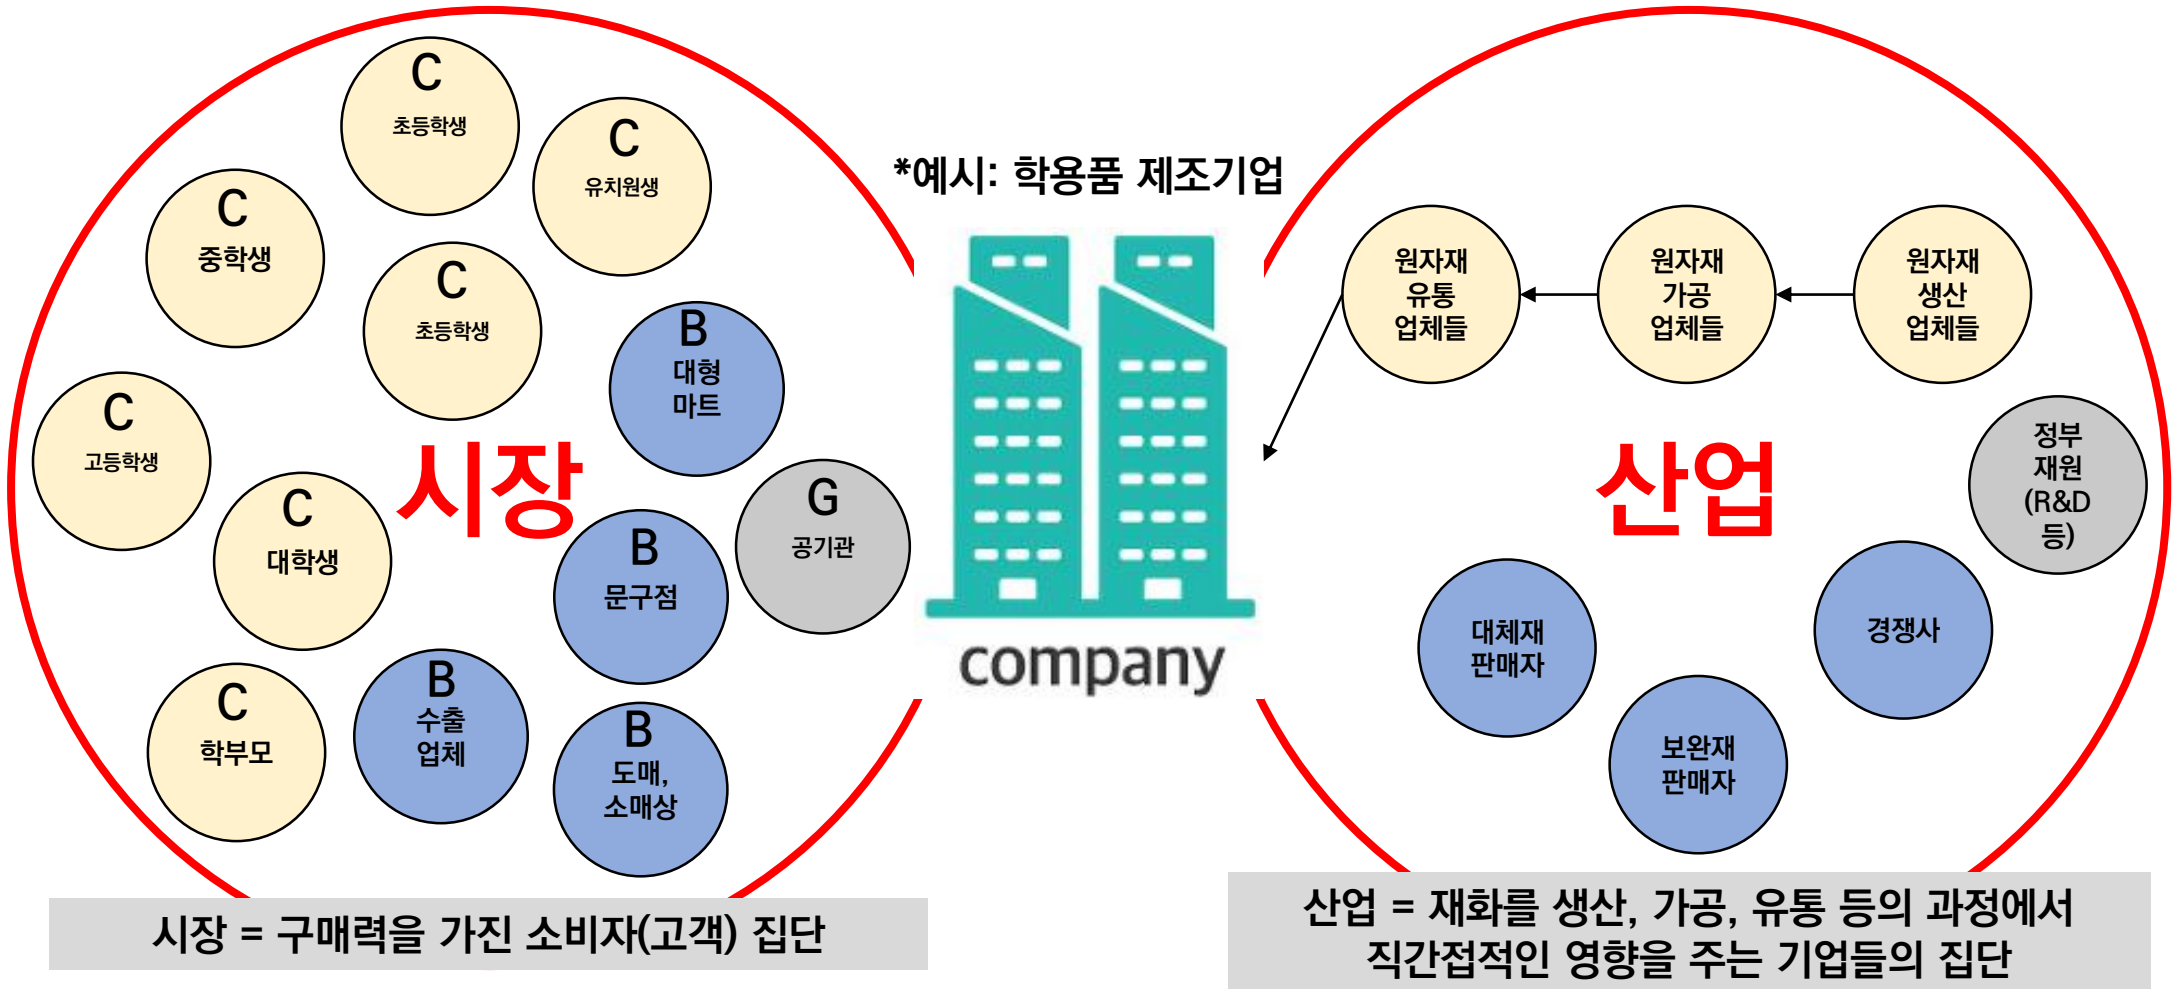 C
초등학생
C
유치원생
C
중학생
C
초등학생
B
대형
마트
C
고등학생
시장
C
대학생
G
공기관
B
문구점
C
학부모
B
수출
업체
B
도매,
소매상
시장 = 구매력을 가진 소비자(고객) 집단
*예시: 학용품 제조기업
company
원자재
유통
업체들
원자재
가공
업체들
원자재
생산
업체들
산업
정부
재원
(R&D
등)
경쟁사
대체재
판매자
보완재
판매자
산업 = 재화를 생산, 가공, 유통 등의 과정에서
직간접적인 영향을 주는 기업들의 집단